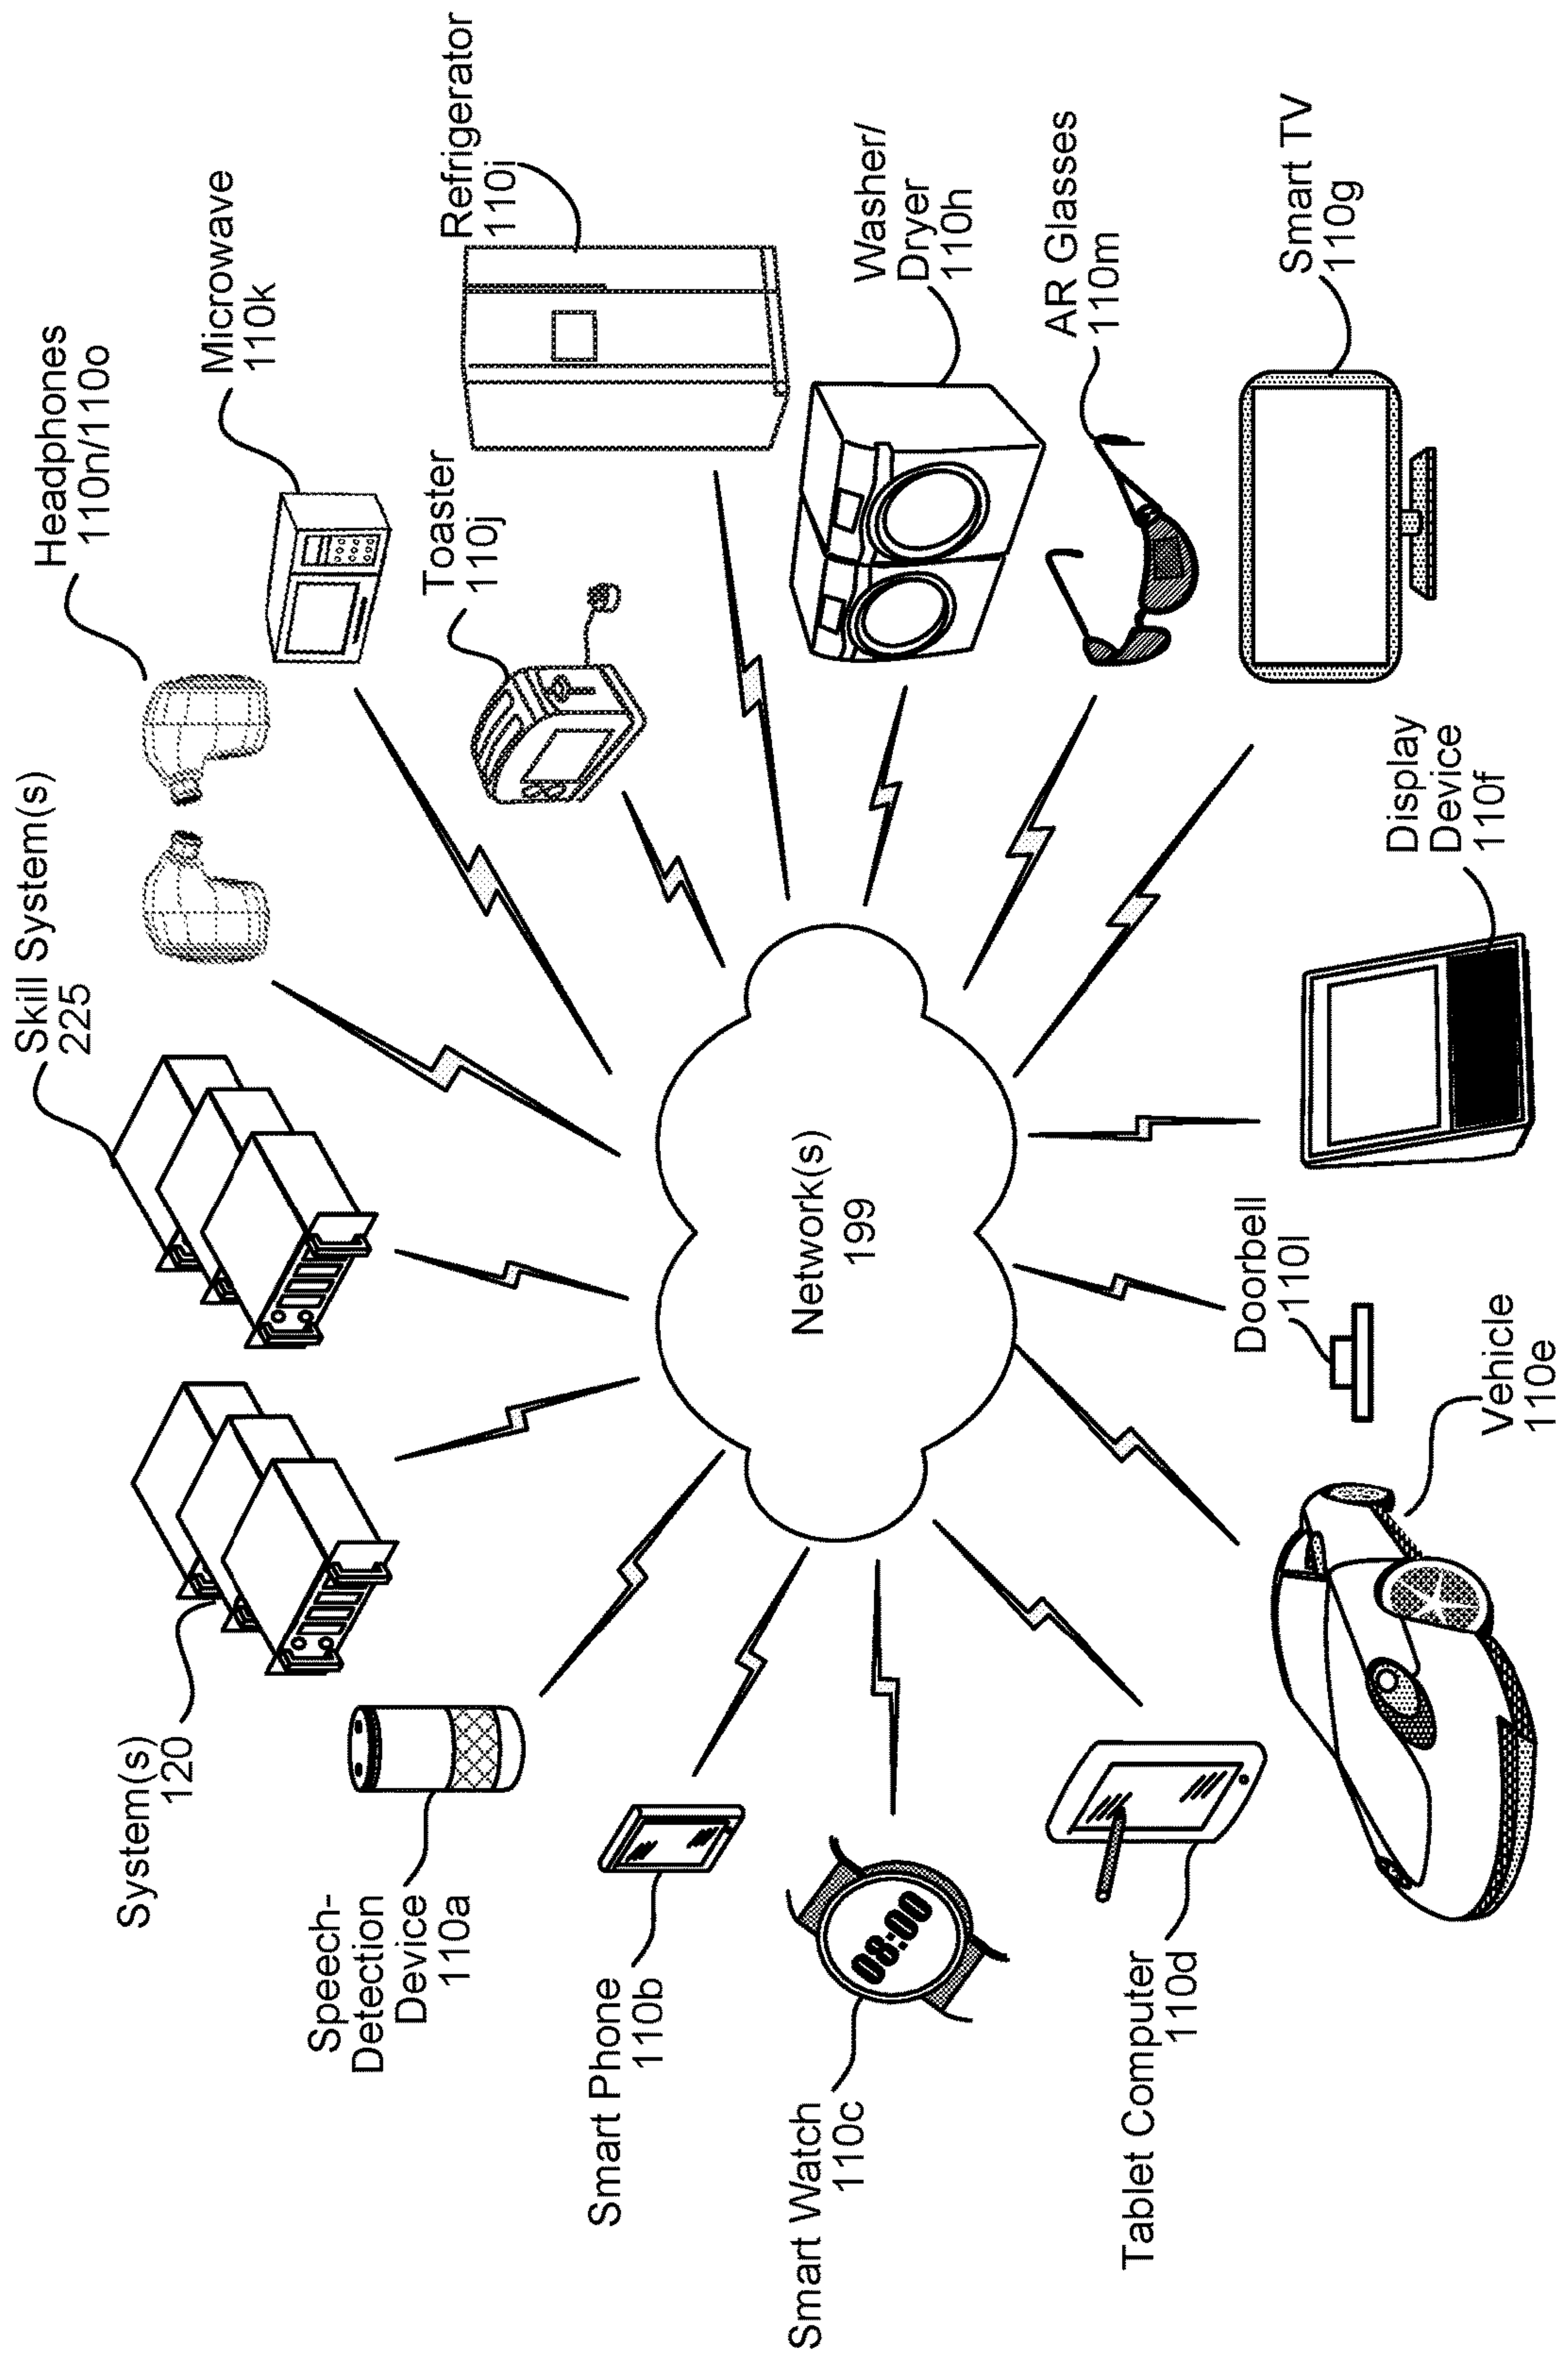 Skill System(s)
225
Headphones
110n/110o
System(s)
120
Microwave
110k
Speech-
Detection
Device
110a
Toaster
110j
Refrigerator
110i
Smart Phone
110b
Smart Watch
110c
08:00
Network(s)
199
Washer/
Dryer
110h
AR Glasses
110m
Tablet Computer
110d
Doorbell
110l
Smart TV
110g
Display
Device
110f
Vehicle
110e